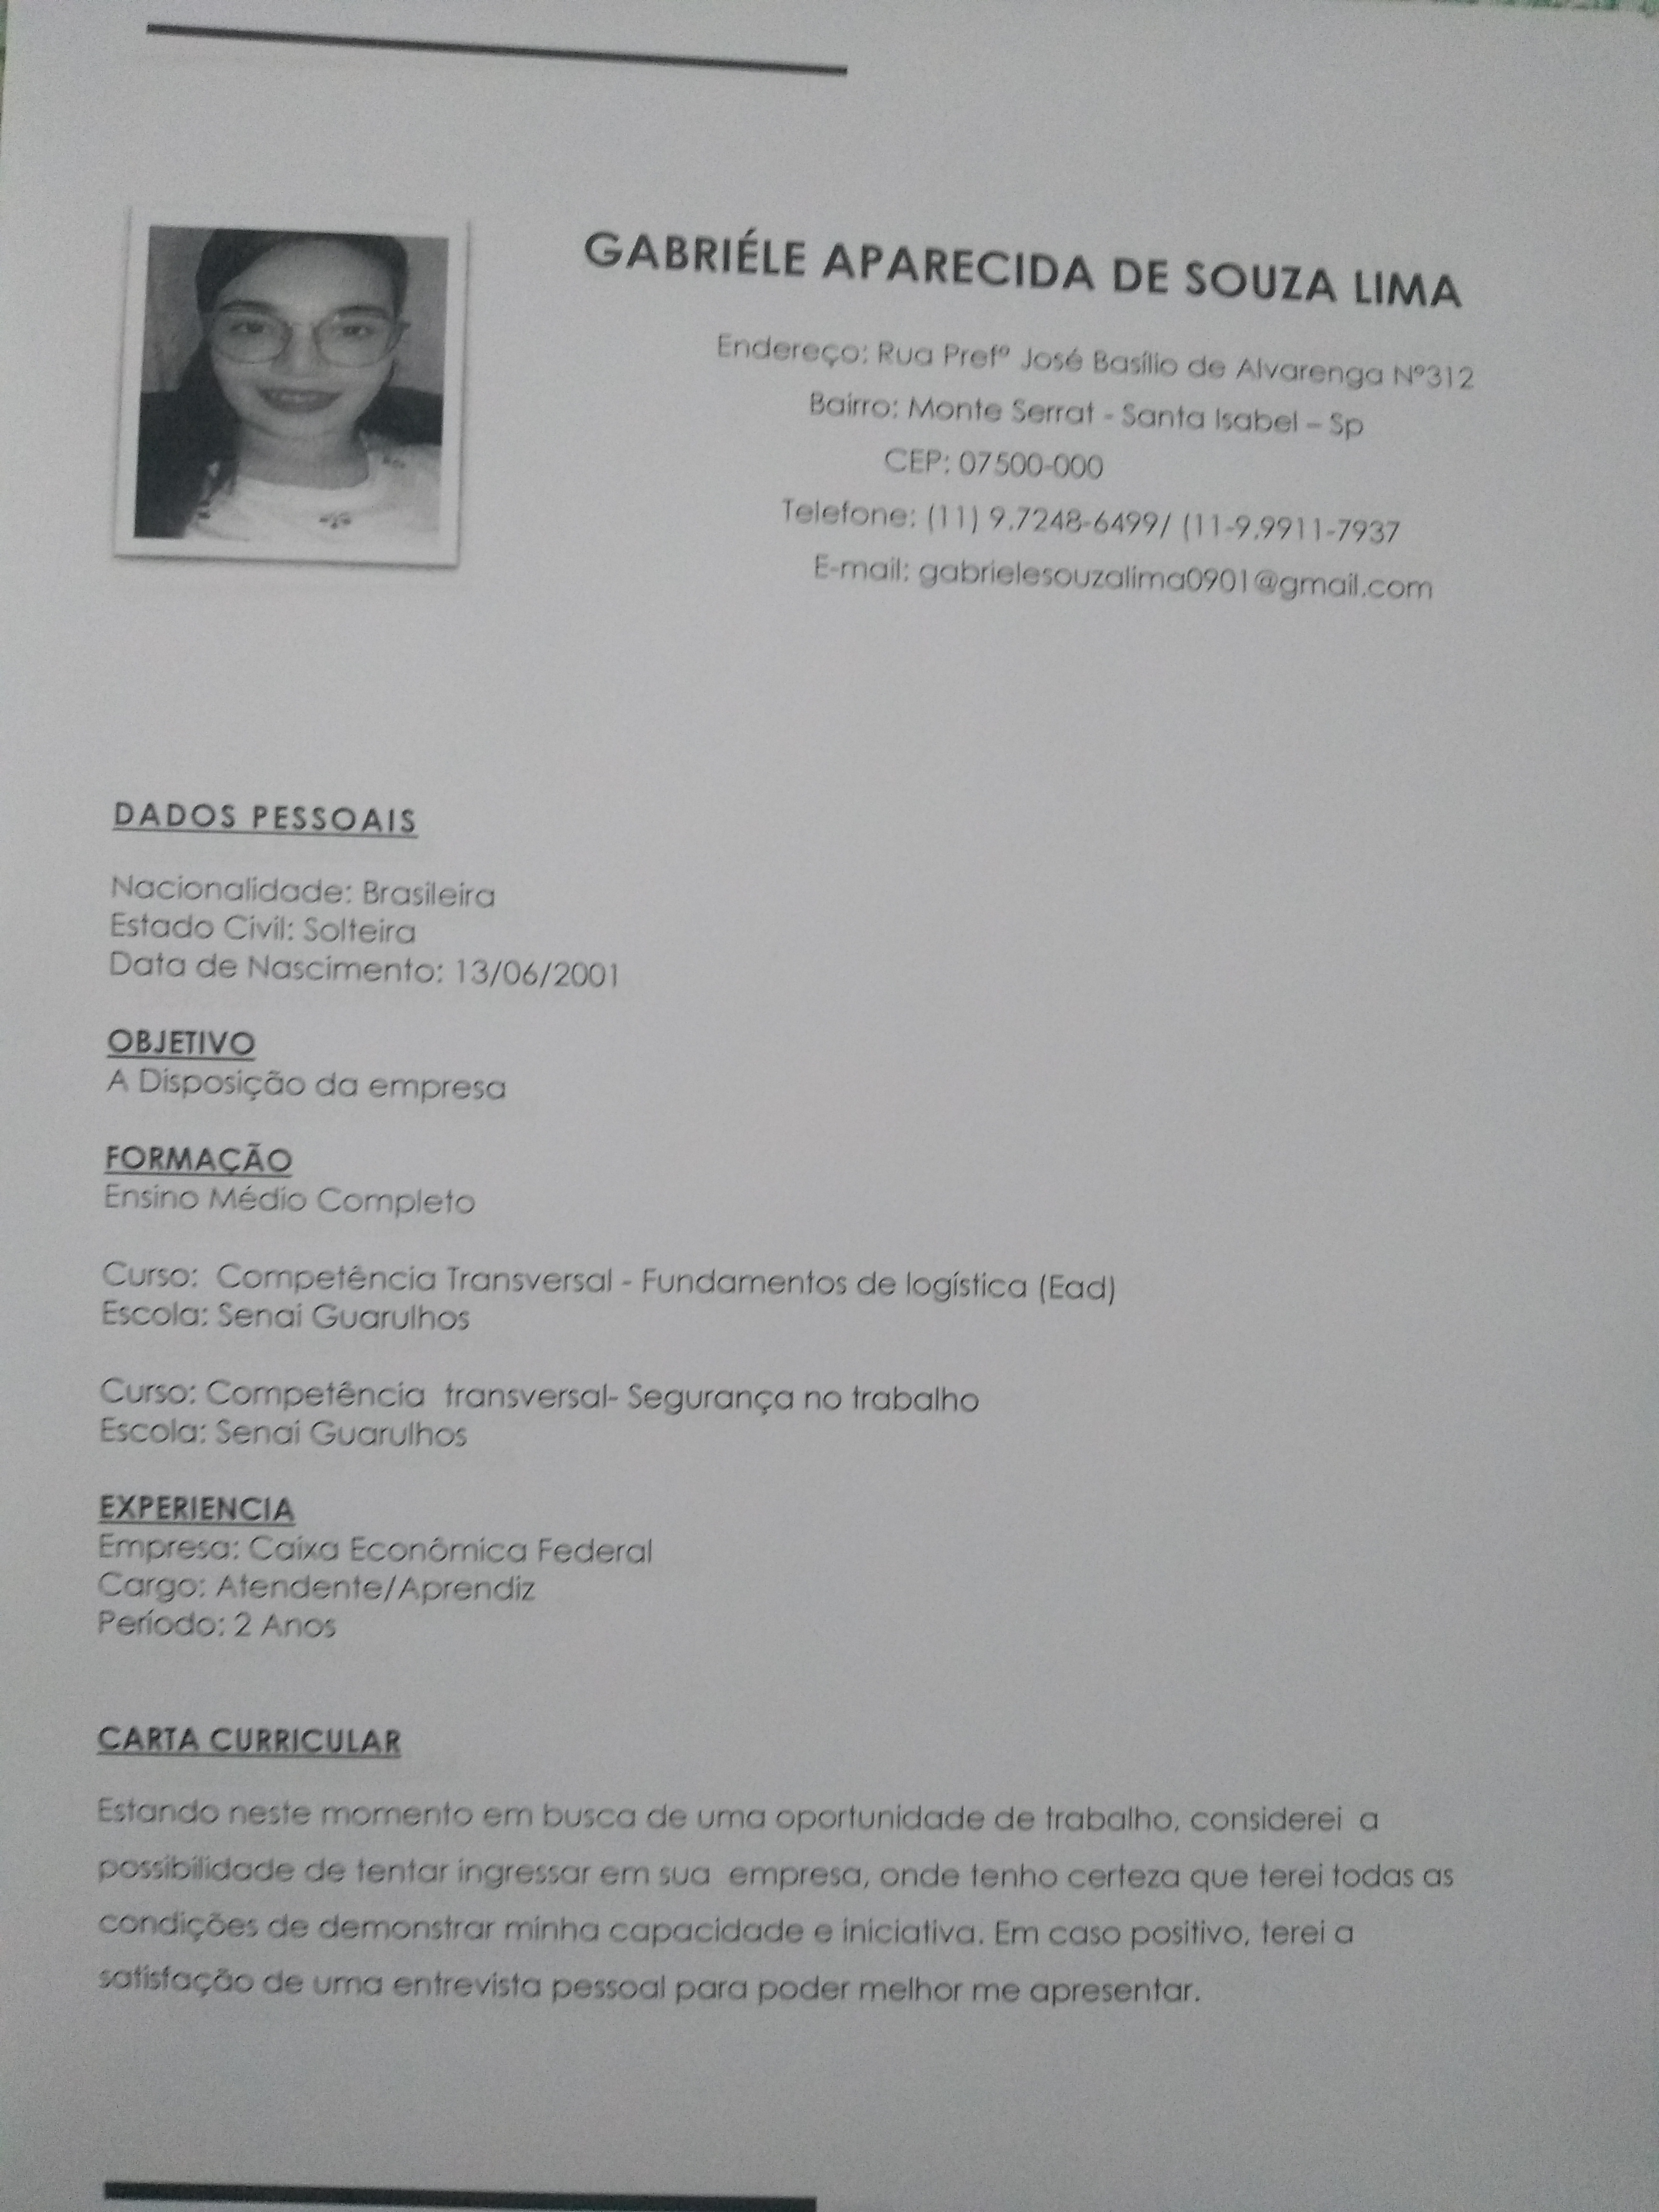 GABRIÉLE APARECIDA DE SOUZA LIMA
Endereço: Rua Prefº José Basílio de Alvarenga Nº312
Bairro: Monte Serrat - Santa Isabel – Sp
CEP: 07500-000
Telefone: (11) 9.7248-6499/ (11-9.9911-7937
E-mail: gabrielesouzalima0901@gmail.com
DADOS PESSOAIS
Nacionalidade: Brasileira
Estado Civil: Solteira
Data de Nascimento: 13/06/2001
OBJETIVO
A Disposição da empresa
FORMAÇÃO
Ensino Médio Completo
Curso: Competência Transversal - Fundamentos de logística (Ead)
Escola: Senai Guarulhos
Curso: Competência transversal- Segurança no trabalho
Escola: Senai Guarulhos
EXPERIENCIA
Empresa: Caixa Econômica Federal
Cargo: Atendente/Aprendiz
Período: 2 Anos
CARTA CURRICULAR
Estando neste momento em busca de uma oportunidade de trabalho, considerei a
possibilidade de tentar ingressar em sua empresa, onde tenho certeza que terei todas as
condições de demonstrar minha capacidade e iniciativa. Em caso positivo, terei a
satisfação de uma entrevista pessoal para poder melhor me apresentar.